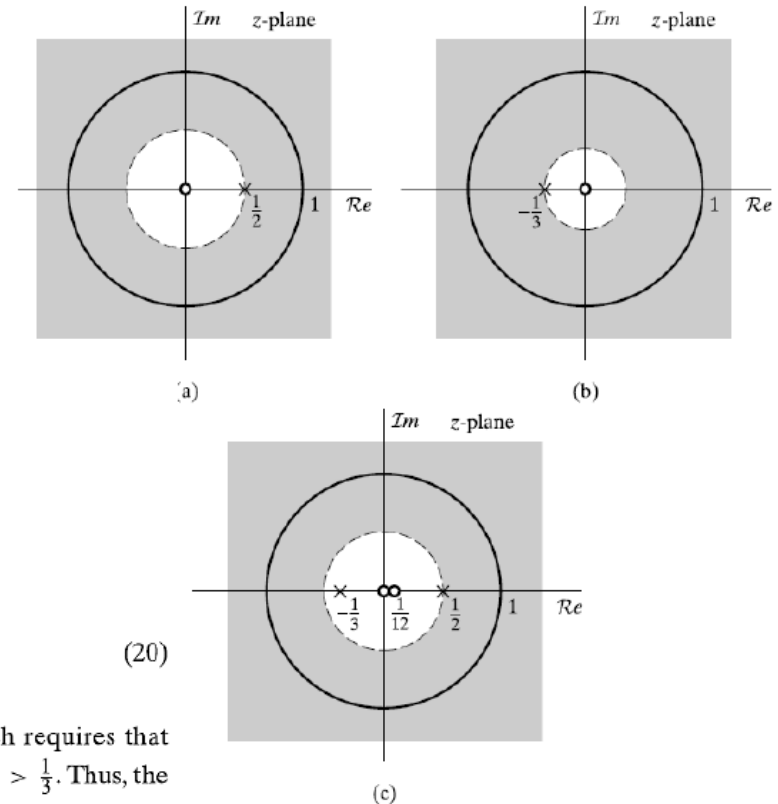 Im z-plane
1/2 1 Re
(a)
Im z-plane
-1/3 1 Re
(b)
Im z-plane
-1/3 1/12 1/2 1 Re
(c)
(20)
h requires that
> 1/3. Thus, the